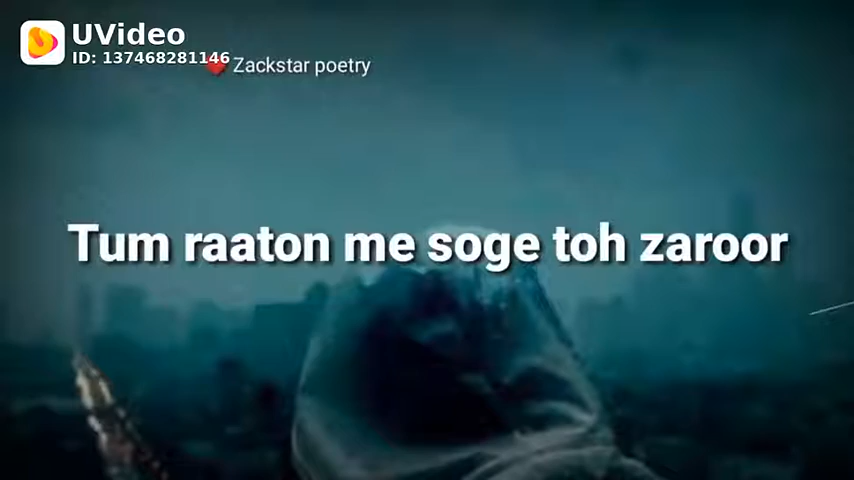 UVideo
ID: 137468281146
Zackstar poetry
Tum raaton me soge toh zaroor